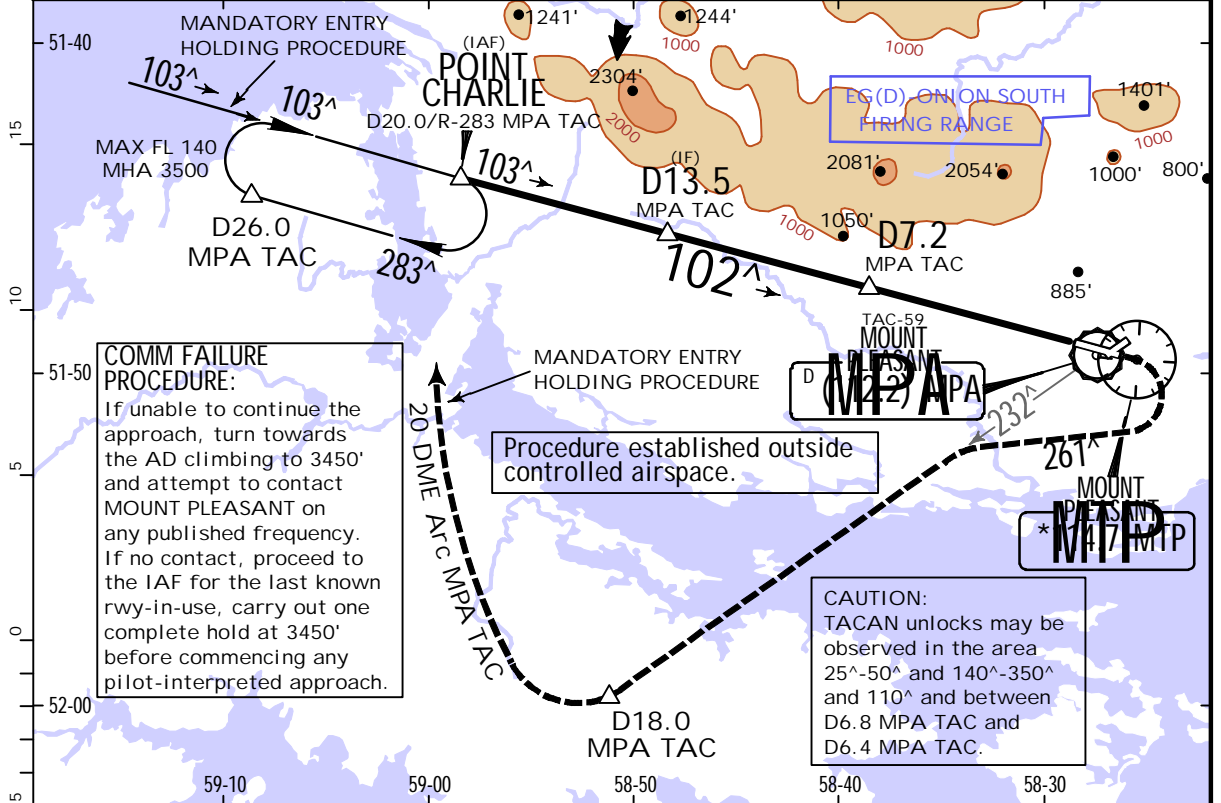 1241'
1244'
51-40
MANDATORY ENTRY
HOLDING PROCEDURE
1000
1000
(IAF)
POINT
CHARLIE
D20.0/R-283 MPA TAC
103^
103^
2304'
2000
EG(D)-ONION SOUTH
FIRING RANGE
1401'
1000
15
MAX FL 140
MHA 3500
103^
(IF)
D13.5
MPA TAC
2081'
2054'
1000'
800'
D26.0
MPA TAC
283^
1050'
1000
D7.2
MPA TAC
102^
885'
10
TAC-59
MOUNT
PLEASANT
D
MPA
MPA
COMM FAILURE
PROCEDURE:
If unable to continue the
approach, turn towards
the AD climbing to 3450'
and attempt to contact
MOUNT PLEASANT on
any published frequency.
If no contact, proceed to
the IAF for the last known
rwy-in-use, carry out one
complete hold at 3450'
before commencing any
pilot-interpreted approach.
51-50
MANDATORY ENTRY
HOLDING PROCEDURE
232^
20 DME Arc MPA TAC
Procedure established outside
controlled airspace.
261^
5
MOUNT
PLEASANT
MTP
MTP
CAUTION:
TACAN unlocks may be
observed in the area
25^-50^ and 140^-350^
and 110^ and between
D6.8 MPA TAC and
D6.4 MPA TAC.
0
52-00
D18.0
MPA TAC
59-10
59-00
58-50
58-40
58-30
5